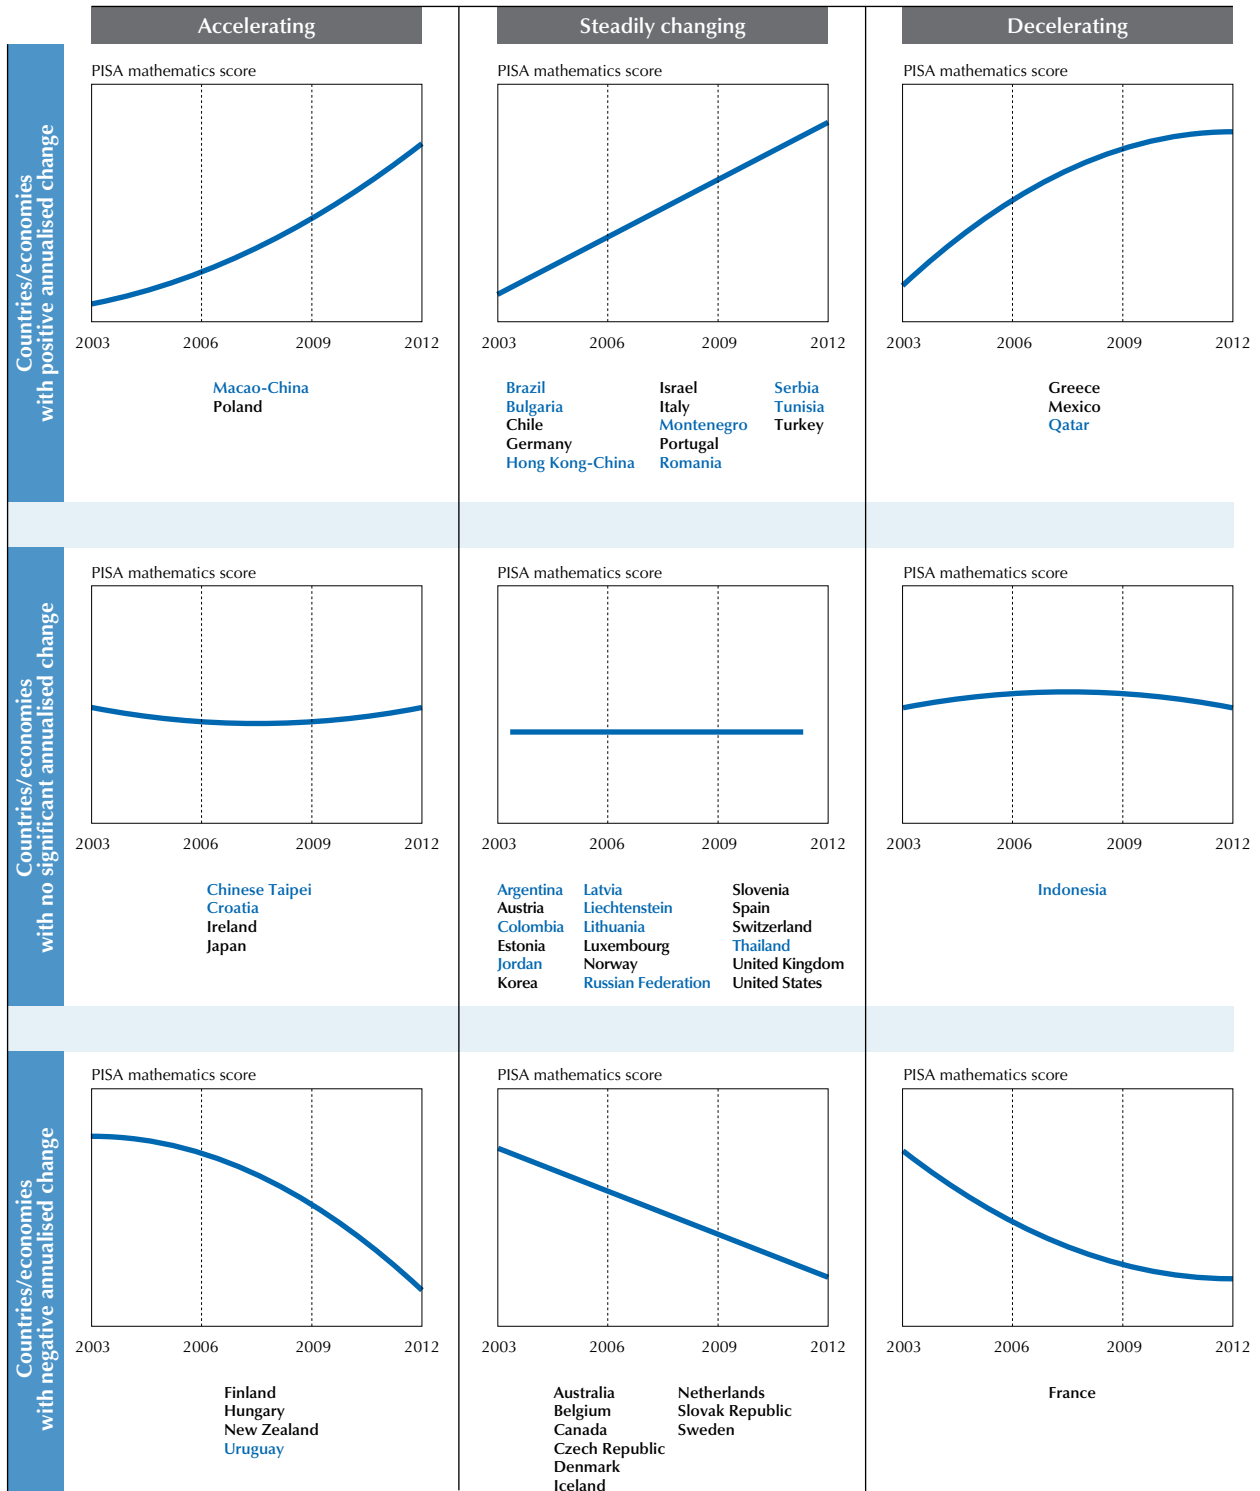 Accelerating
Steadily changing
Decelerating
Countries/economies
with positive annualised change
PISA mathematics score
2003 2006 2009 2012
Macao-China
Poland
PISA mathematics score
2003 2006 2009 2012
Brazil
Bulgaria
Chile
Germany
Hong Kong-China
Israel
Italy
Montenegro
Portugal
Romania
Serbia
Tunisia
Turkey
PISA mathematics score
2003 2006 2009 2012
Greece
Mexico
Qatar
Countries/economies
with no significant annualised change
PISA mathematics score
2003 2006 2009 2012
Chinese Taipei
Croatia
Ireland
Japan
PISA mathematics score
2003 2006 2009 2012
Argentina
Austria
Colombia
Estonia
Jordan
Korea
Latvia
Liechtenstein
Lithuania
Luxembourg
Norway
Russian Federation
Slovenia
Spain
Switzerland
Thailand
United Kingdom
United States
PISA mathematics score
2003 2006 2009 2012
Indonesia
Countries/economies
with negative annualised change
PISA mathematics score
2003 2006 2009 2012
Finland
Hungary
New Zealand
Uruguay
PISA mathematics score
2003 2006 2009 2012
Australia
Belgium
Canada
Czech Republic
Denmark
Iceland
Netherlands
Slovak Republic
Sweden
PISA mathematics score
2003 2006 2009 2012
France